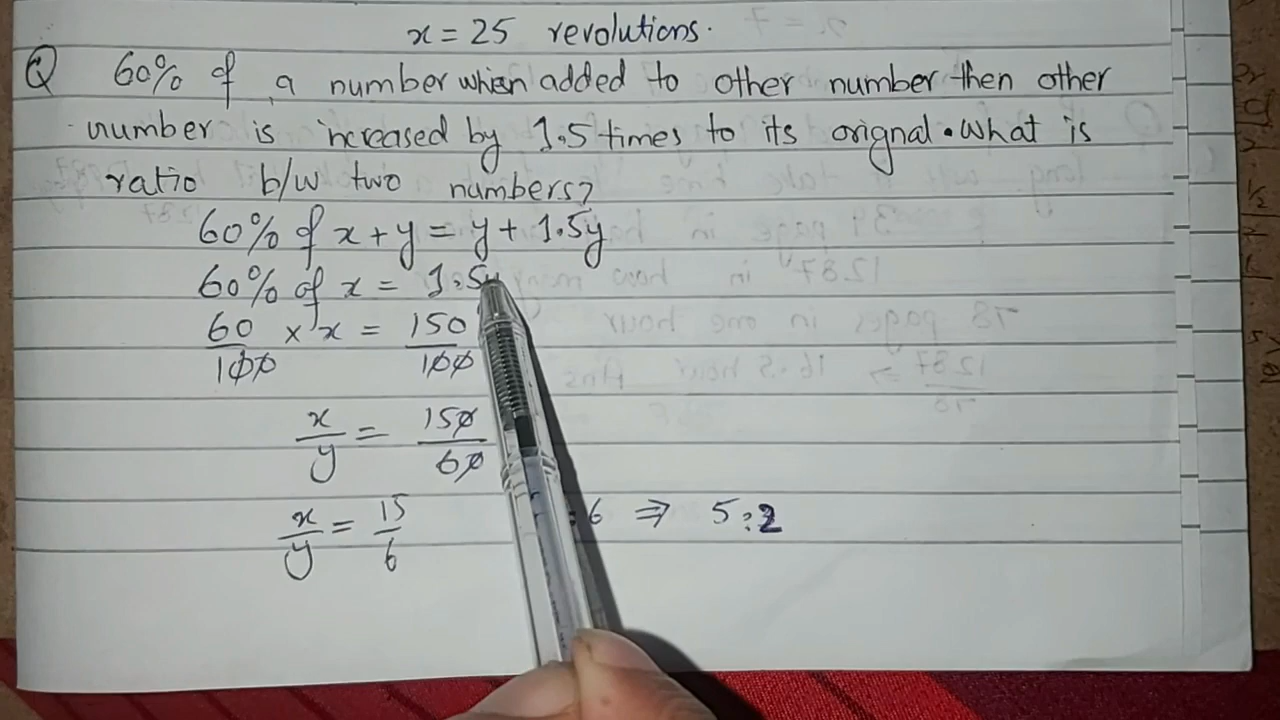 x = 25 revolutions.
Q 60% of a number when added to other number then other
number is increased by 1.5 times to its orignal. What is
ratio b/w two numbers?
60% of x + y = y + 1.5y
60% of x = 1.5y
60/100 × x = 150/100
x/y = 150/60
x/y = 15/6 :6 ⇒ 5:2